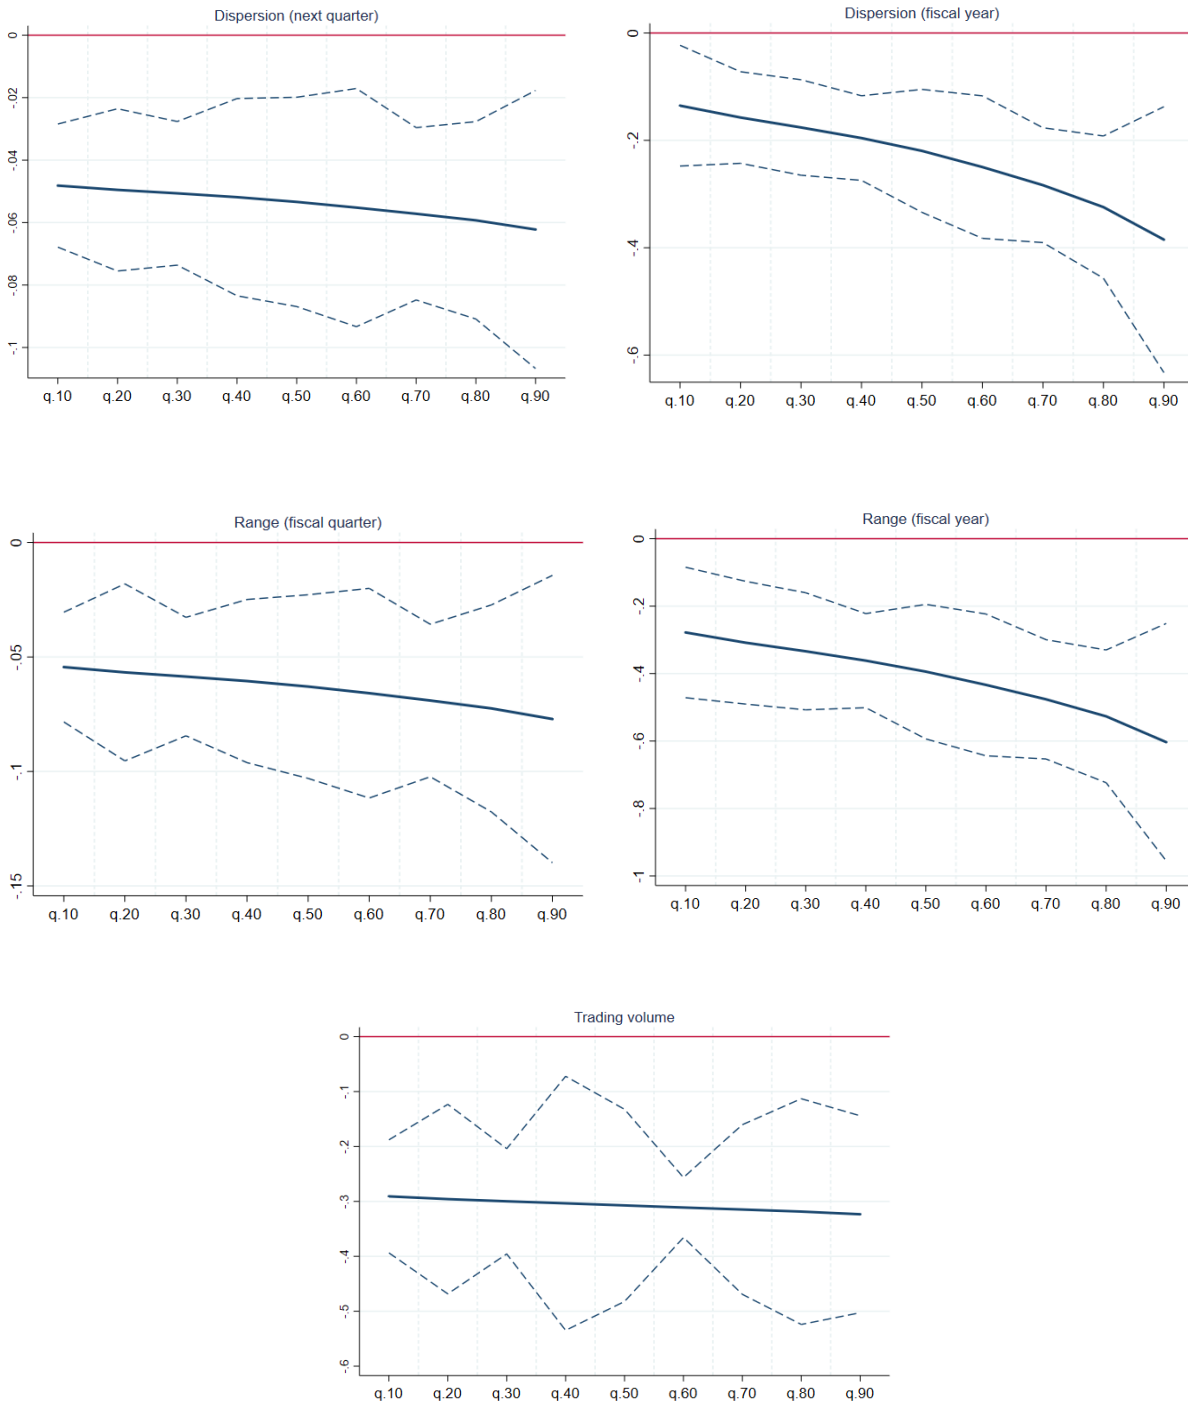 Dispersion (next quarter)
0
-.02
-.04
-.06
-.08
-.1
q.10 q.20 q.30 q.40 q.50 q.60 q.70 q.80 q.90
Dispersion (fiscal year)
0
-.2
-.4
-.6
q.10 q.20 q.30 q.40 q.50 q.60 q.70 q.80 q.90
Range (fiscal quarter)
0
-.05
-.1
-.15
q.10 q.20 q.30 q.40 q.50 q.60 q.70 q.80 q.90
Range (fiscal year)
0
-.2
-.4
-.6
-.8
-1
q.10 q.20 q.30 q.40 q.50 q.60 q.70 q.80 q.90
Trading volume
0
-.1
-.2
-.3
-.4
-.5
-.6
q.10 q.20 q.30 q.40 q.50 q.60 q.70 q.80 q.90